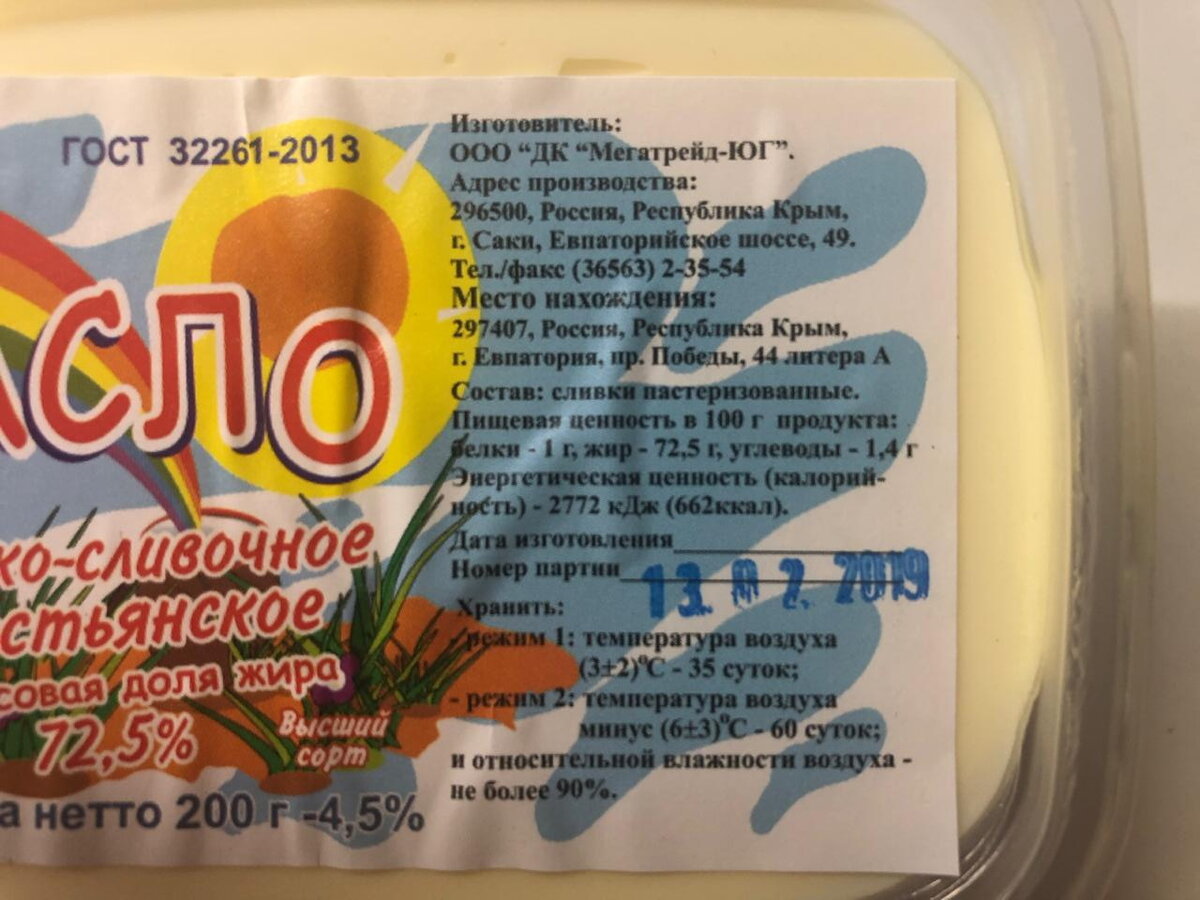 ГОСТ 32261-2013
АСЛО
ко-сливочное
стьянское
совая доля жира
72,5%
Высший
сорт
а нетто 200 г -4,5%
Изготовитель:
ООО “ДК “Мегатрейд-ЮГ”.
Адрес производства:
296500, Россия, Республика Крым,
г. Саки, Евпаторийское шоссе, 49.
Тел./факс (36563) 2-35-54
Место нахождения:
297407, Россия, Республика Крым,
г. Евпатория, пр. Победы, 44 литера А
Состав: сливки пастеризованные.
Пищевая ценность в 100 г продукта:
белки - 1 г, жир - 72,5 г, углеводы - 1,4 г
Энергетическая ценность (калорий-
ность) - 2772 кДж (662ккал).
Дата изготовления
Номер партии
13. 02. 2019
Хранить:
- режим 1: температура воздуха
(3±2)⁰С - 35 суток;
- режим 2: температура воздуха
минус (6±3)⁰С - 60 суток;
и относительной влажности воздуха -
не более 90%.